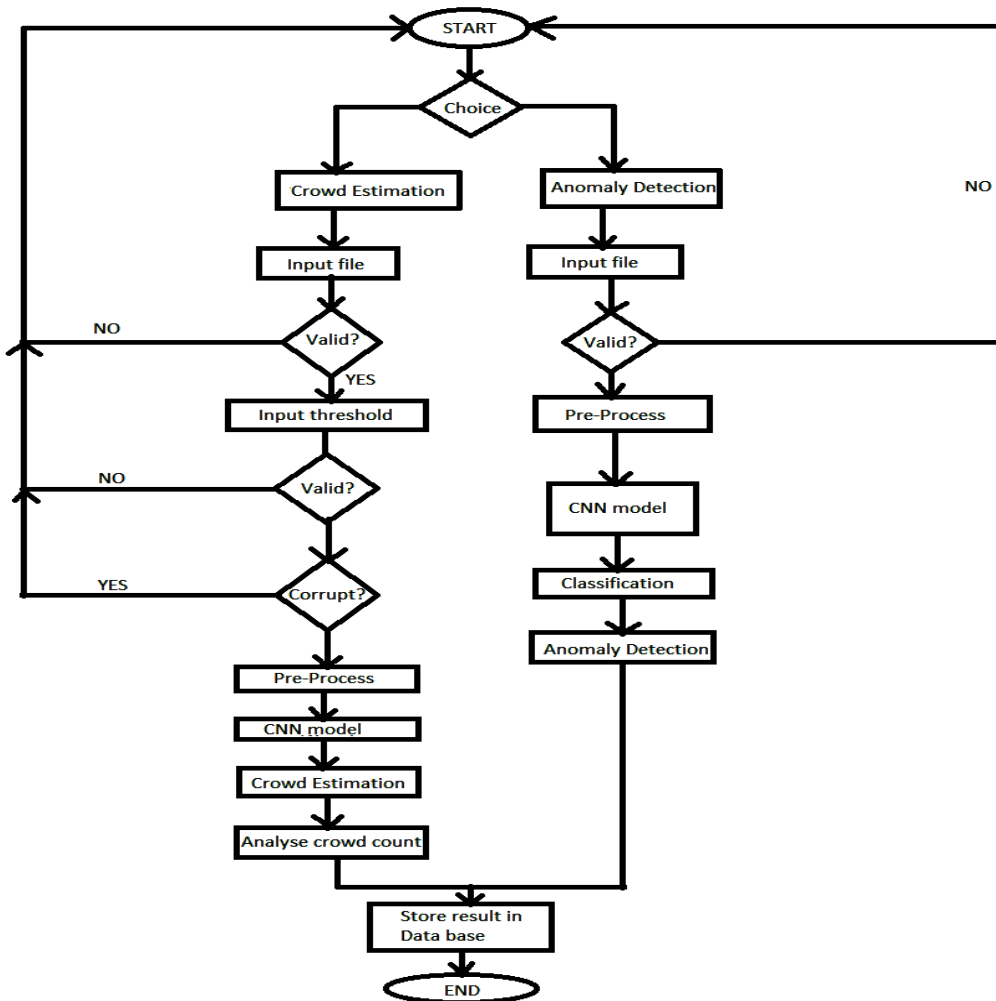 START
Choice
Crowd Estimation
Anomaly Detection
NO
Input file
Input file
NO
Valid?
Valid?
YES
Input threshold
Pre-Process
NO
Valid?
CNN model
YES
Corrupt?
Classification
Anomaly Detection
Pre-Process
CNN model
Crowd Estimation
Analyse crowd count
Store result in
Data base
END